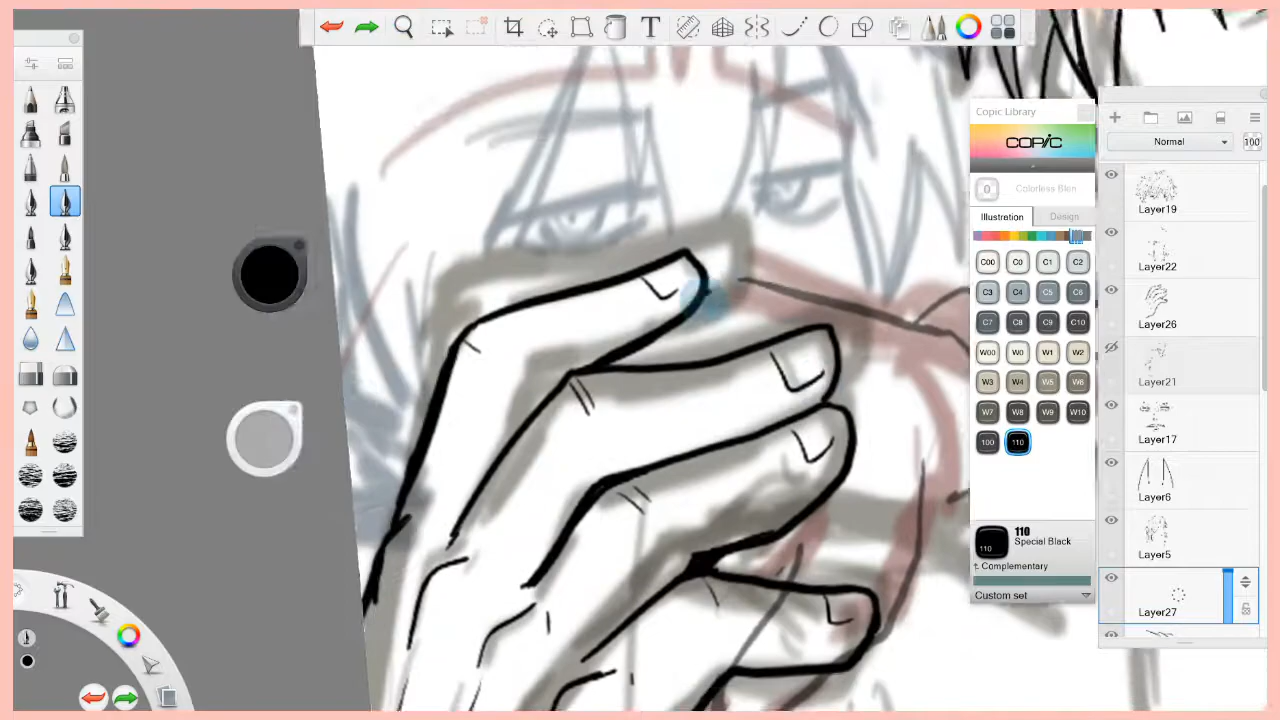 T
Copic Library
COPIC
0 Colorless Blen
Illustration Design
C00 C0 C1 C2
C3 C4 C5 C6
C7 C8 C9 C10
W00 W0 W1 W2
W3 W4 W5 W6
W7 W8 W9 W10
100 110
110
110 Special Black
Complementary
Custom set
Normal 100
Layer19
Layer22
Layer26
Layer21
Layer17
Layer6
Layer5
Layer27